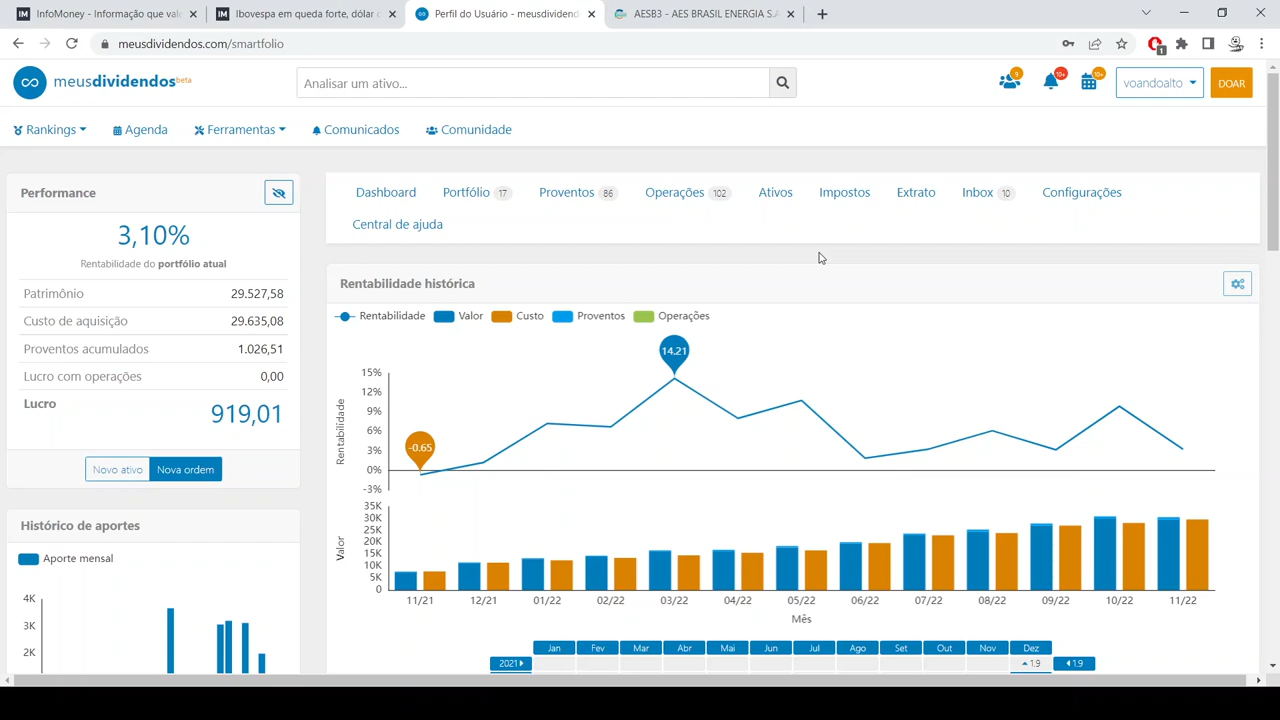 InfoMoney - Informação que val
Ibovespa em queda forte, dólar c
Perfil do Usuário - meusdividend
AESB3 - AES BRASIL ENERGIA S.A
meusdividendos.com/smartfolio
1
meusdividendosbeta
Analisar um ativo...
9
10+
10+
voandoalto
DOAR
Rankings
Agenda
Ferramentas
Comunicados
Comunidade
Performance
3,10%
Rentabilidade do portfólio atual
Patrimônio 29.527,58
Custo de aquisição 29.635,08
Proventos acumulados 1.026,51
Lucro com operações 0,00
Lucro 919,01
Novo ativo Nova ordem
Histórico de aportes
Aporte mensal
4K
3K
2K
Dashboard Portfólio 17 Proventos 86 Operações 102 Ativos Impostos Extrato Inbox 10 Configurações
Central de ajuda
Rentabilidade histórica
Rentabilidade Valor Custo Proventos Operações
14.21
-0.65
Rentabilidade
15%
12%
9%
6%
3%
0%
-3%
Valor
35K
30K
25K
20K
15K
10K
5K
0
11/21 12/21 01/22 02/22 03/22 04/22 05/22 06/22 07/22 08/22 09/22 10/22 11/22
Mês
Jan Fev Mar Abr Mai Jun Jul Ago Set Out Nov Dez
2021 1.9 1.9